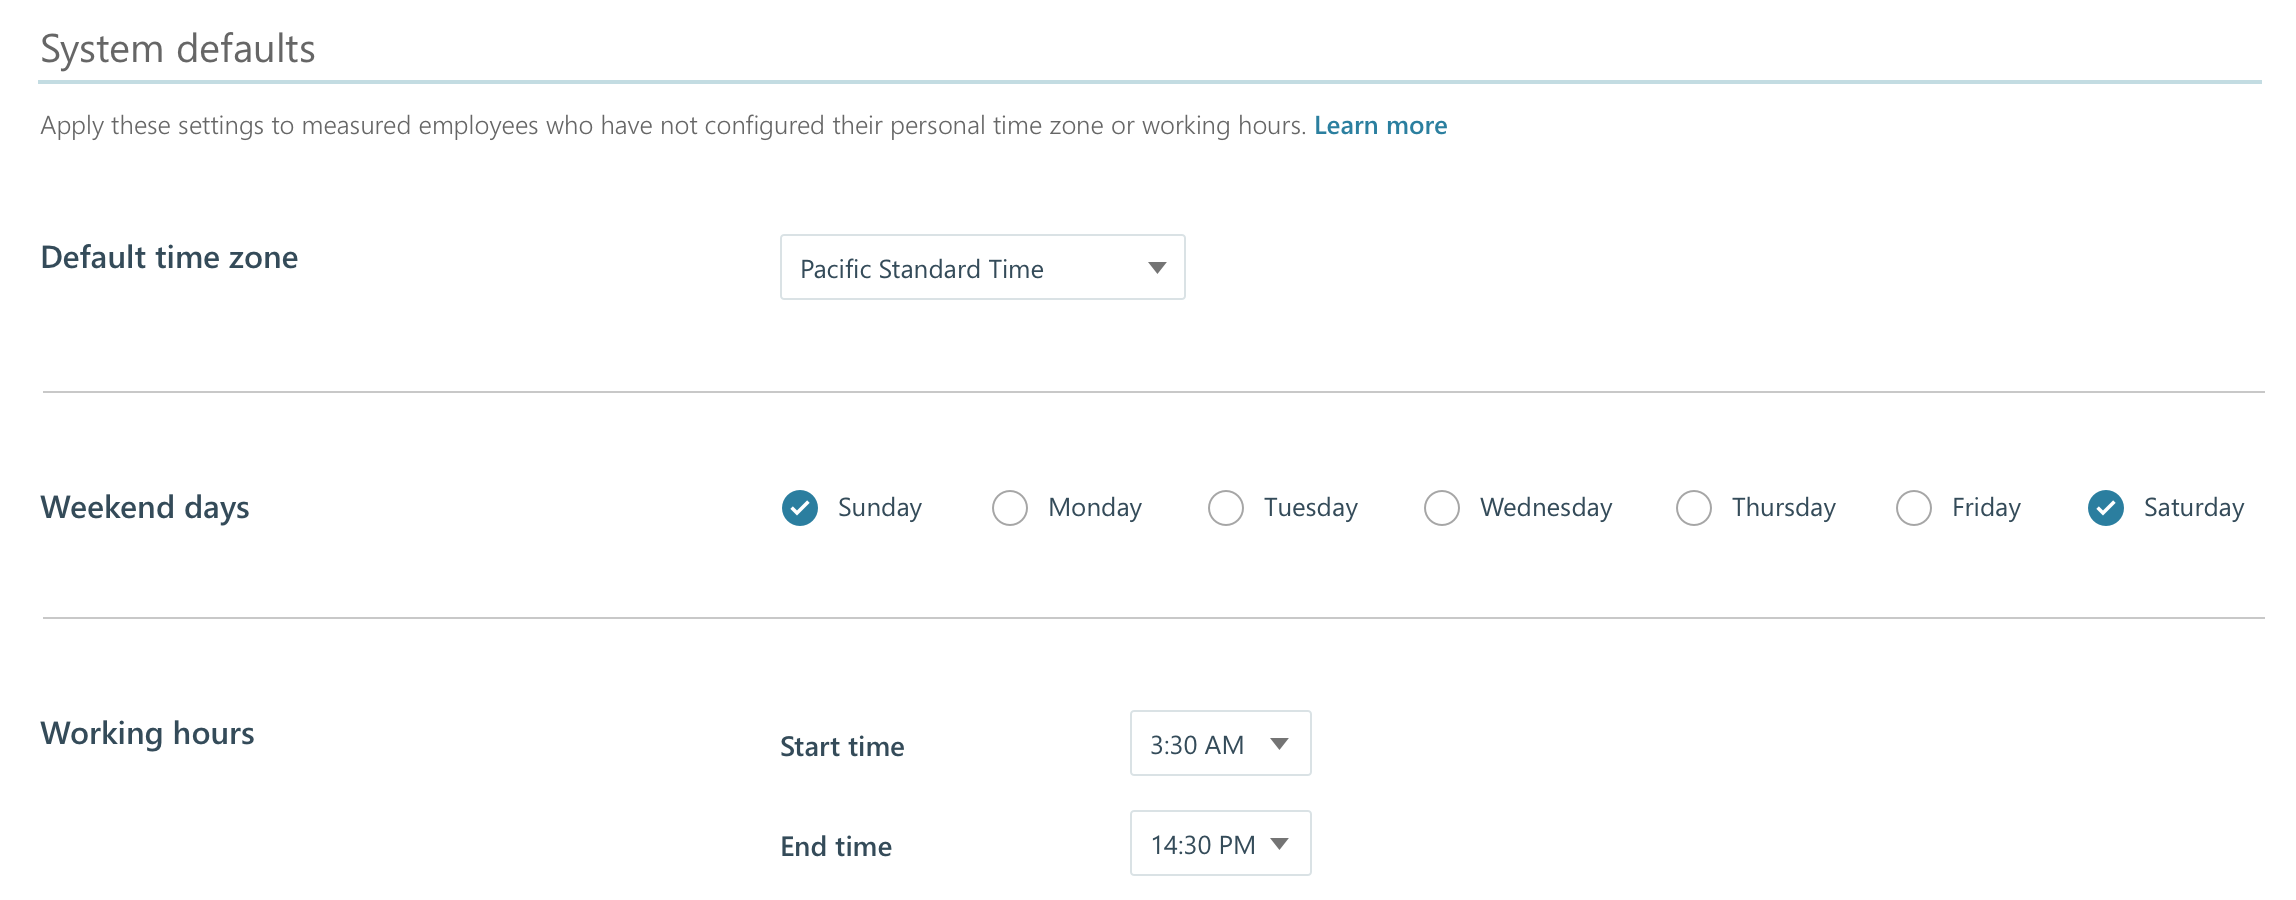 System defaults
Apply these settings to measured employees who have not configured their personal time zone or working hours. Learn more
Default time zone
Pacific Standard Time
Weekend days
Sunday Monday Tuesday Wednesday Thursday Friday Saturday
Working hours
Start time 3:30 AM
End time 14:30 PM